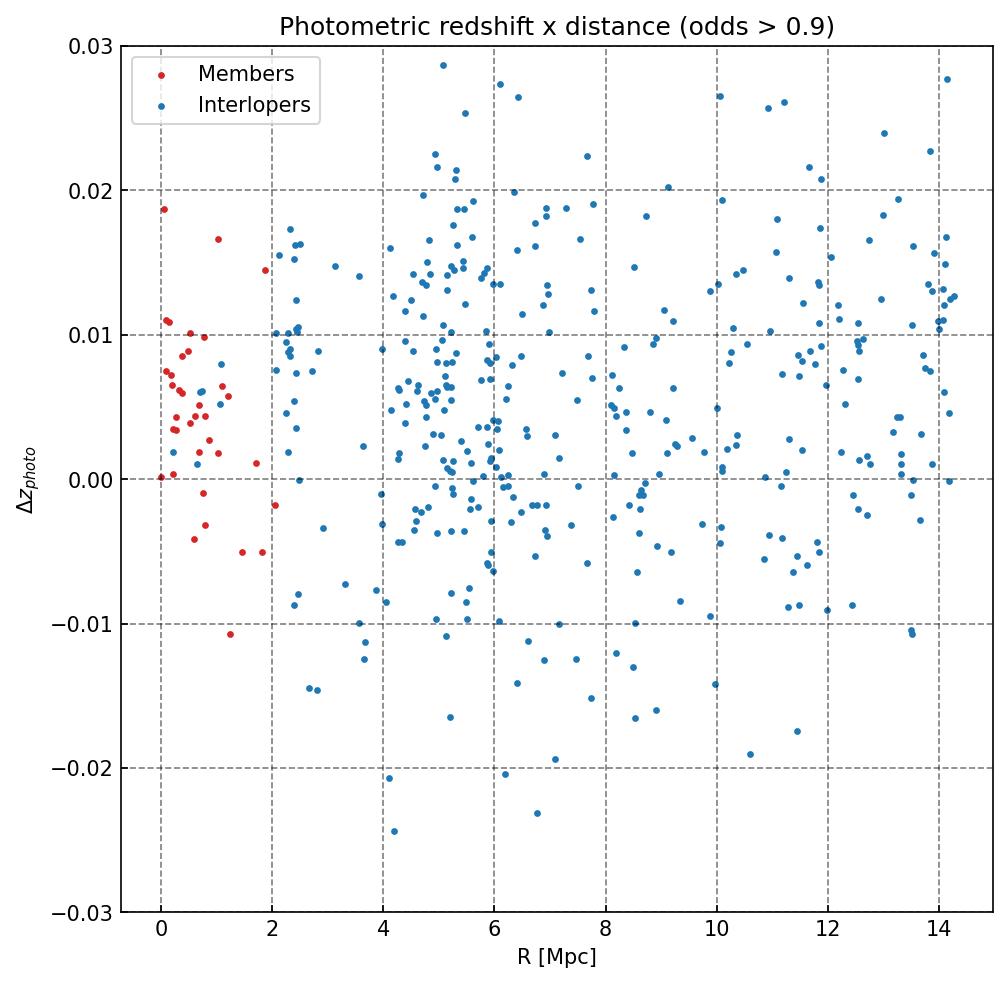 Photometric redshift x distance (odds > 0.9)
Members
Interlopers
0.03
0.02
0.01
0.00
−0.01
−0.02
−0.03
Δz_photo
0 2 4 6 8 10 12 14
R [Mpc]